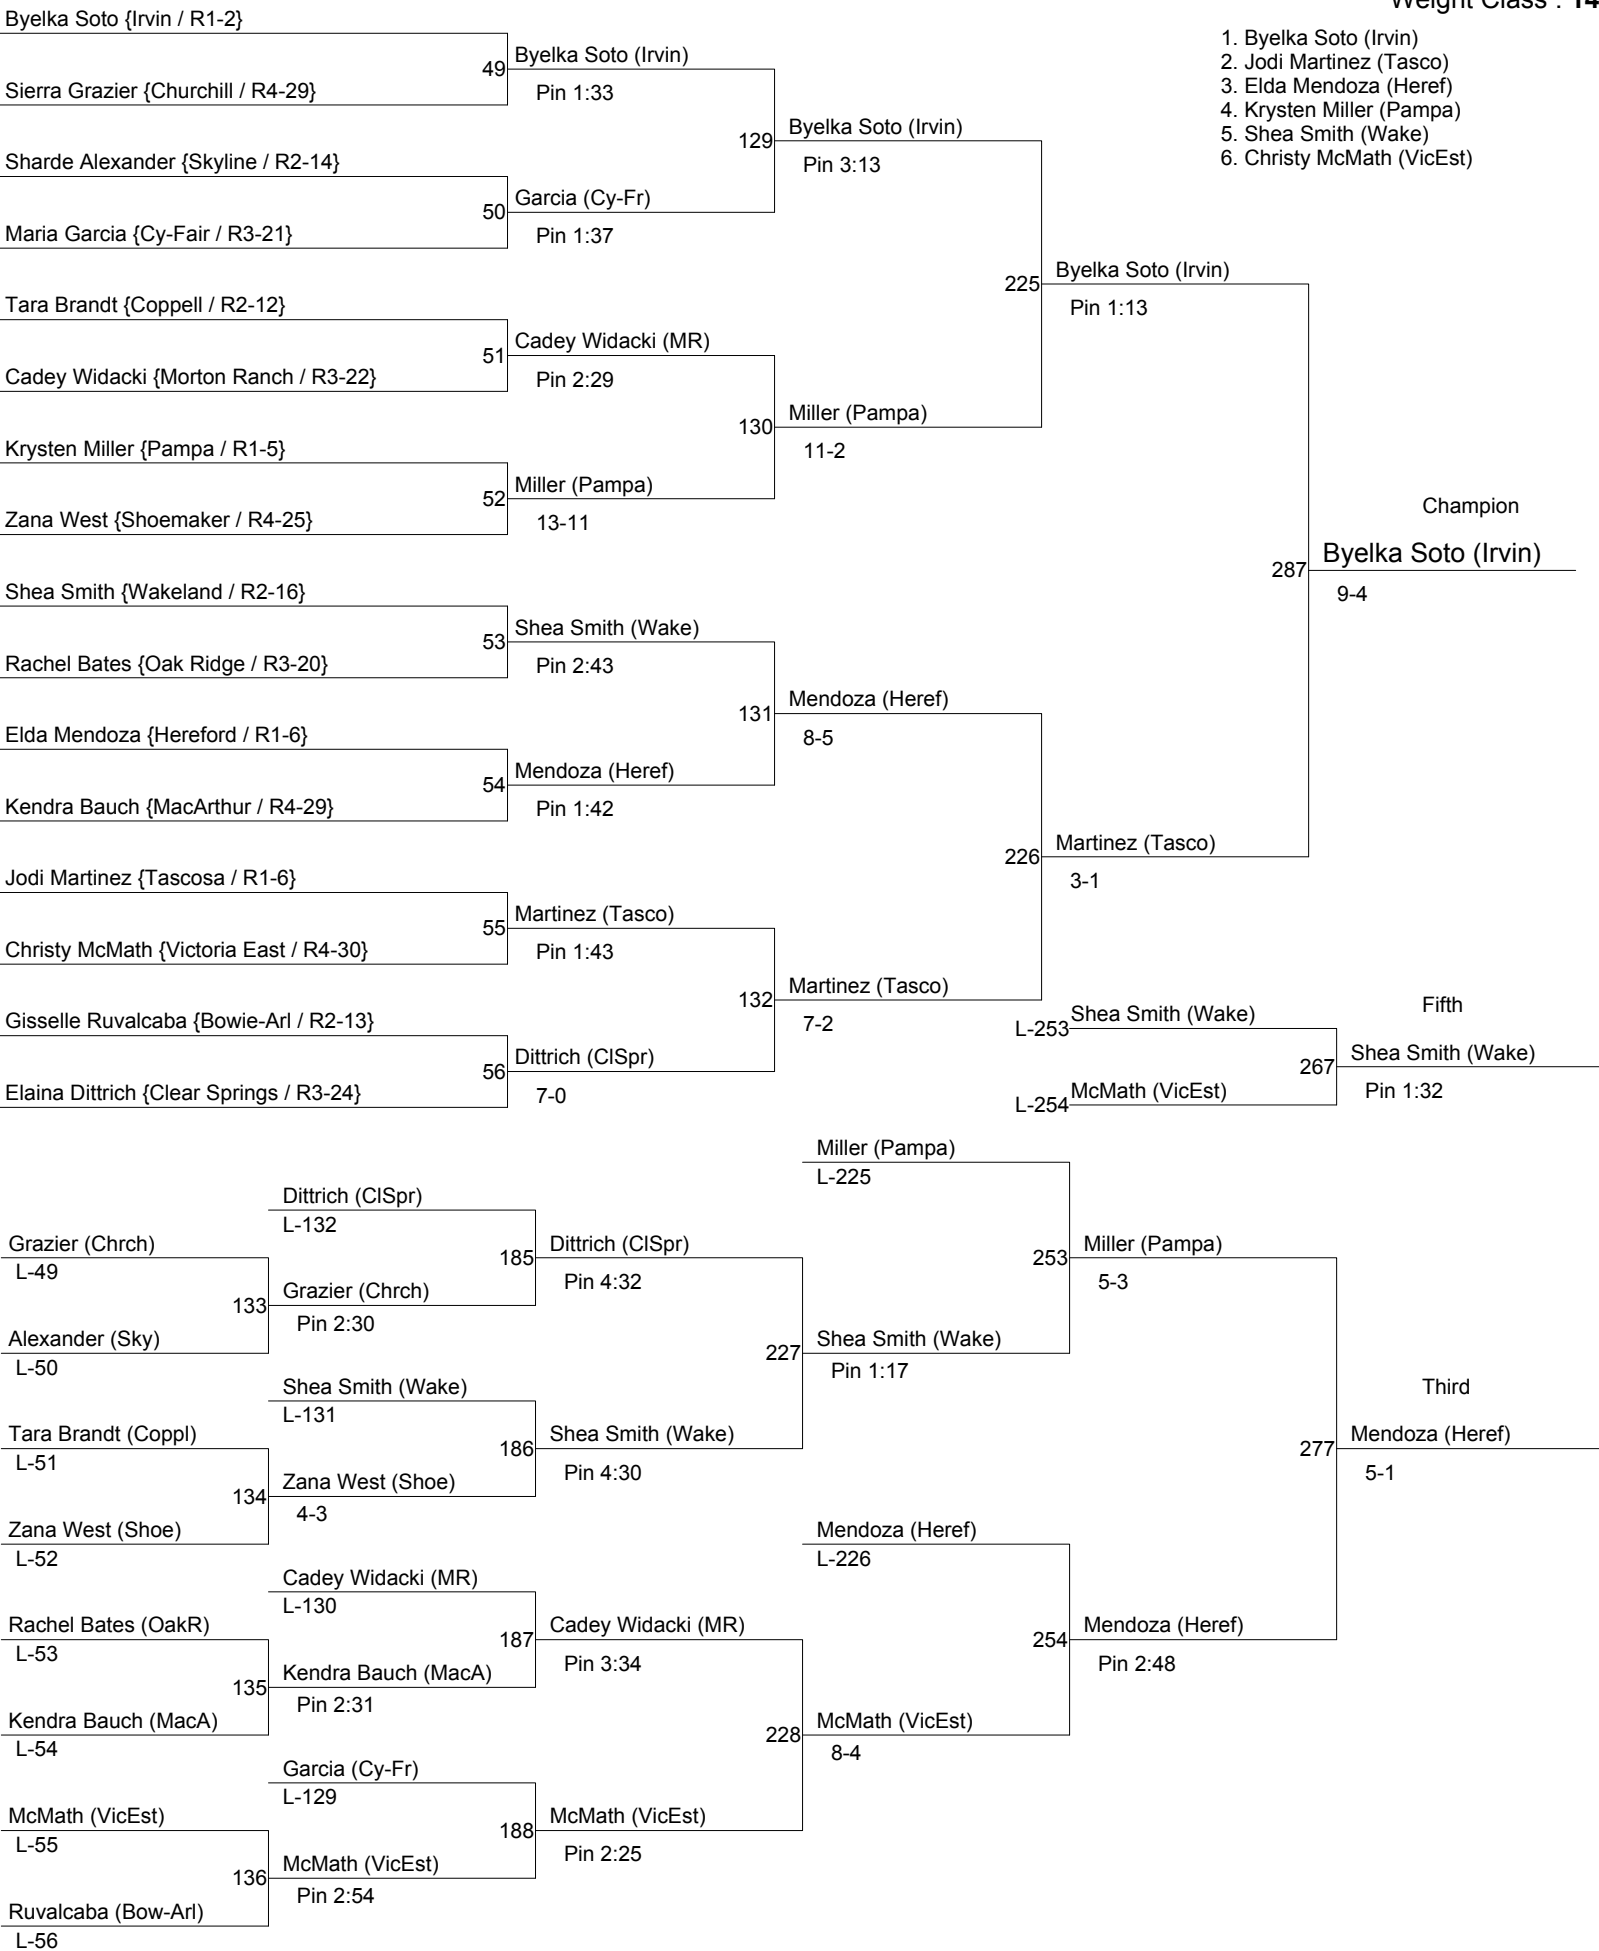 Weight Class : 14
1. Byelka Soto (Irvin)
2. Jodi Martinez (Tasco)
3. Elda Mendoza (Heref)
4. Krysten Miller (Pampa)
5. Shea Smith (Wake)
6. Christy McMath (VicEst)
Byelka Soto {Irvin / R1-2}
Sierra Grazier {Churchill / R4-29}
Sharde Alexander {Skyline / R2-14}
Maria Garcia {Cy-Fair / R3-21}
Tara Brandt {Coppell / R2-12}
Cadey Widacki {Morton Ranch / R3-22}
Krysten Miller {Pampa / R1-5}
Zana West {Shoemaker / R4-25}
Shea Smith {Wakeland / R2-16}
Rachel Bates {Oak Ridge / R3-20}
Elda Mendoza {Hereford / R1-6}
Kendra Bauch {MacArthur / R4-29}
Jodi Martinez {Tascosa / R1-6}
Christy McMath {Victoria East / R4-30}
Gisselle Ruvalcaba {Bowie-Arl / R2-13}
Elaina Dittrich {Clear Springs / R3-24}
49
Byelka Soto (Irvin)
Pin 1:33
50
Garcia (Cy-Fr)
Pin 1:37
51
Cadey Widacki (MR)
Pin 2:29
52
Miller (Pampa)
13-11
53
Shea Smith (Wake)
Pin 2:43
54
Mendoza (Heref)
Pin 1:42
55
Martinez (Tasco)
Pin 1:43
56
Dittrich (ClSpr)
7-0
129
Byelka Soto (Irvin)
Pin 3:13
130
Miller (Pampa)
11-2
131
Mendoza (Heref)
8-5
132
Martinez (Tasco)
7-2
225
Byelka Soto (Irvin)
Pin 1:13
226
Martinez (Tasco)
3-1
Champion
287
Byelka Soto (Irvin)
9-4
Fifth
L-253
Shea Smith (Wake)
L-254
McMath (VicEst)
267
Shea Smith (Wake)
Pin 1:32
Grazier (Chrch)
L-49
Alexander (Sky)
L-50
Tara Brandt (Coppl)
L-51
Zana West (Shoe)
L-52
Rachel Bates (OakR)
L-53
Kendra Bauch (MacA)
L-54
McMath (VicEst)
L-55
Ruvalcaba (Bow-Arl)
L-56
Dittrich (ClSpr)
L-132
133
Grazier (Chrch)
Pin 2:30
Shea Smith (Wake)
L-131
134
Zana West (Shoe)
4-3
Cadey Widacki (MR)
L-130
135
Kendra Bauch (MacA)
Pin 2:31
Garcia (Cy-Fr)
L-129
136
McMath (VicEst)
Pin 2:54
185
Dittrich (ClSpr)
Pin 4:32
186
Shea Smith (Wake)
Pin 4:30
187
Cadey Widacki (MR)
Pin 3:34
188
McMath (VicEst)
Pin 2:25
Miller (Pampa)
L-225
227
Shea Smith (Wake)
Pin 1:17
Mendoza (Heref)
L-226
228
McMath (VicEst)
8-4
253
Miller (Pampa)
5-3
254
Mendoza (Heref)
Pin 2:48
Third
277
Mendoza (Heref)
5-1